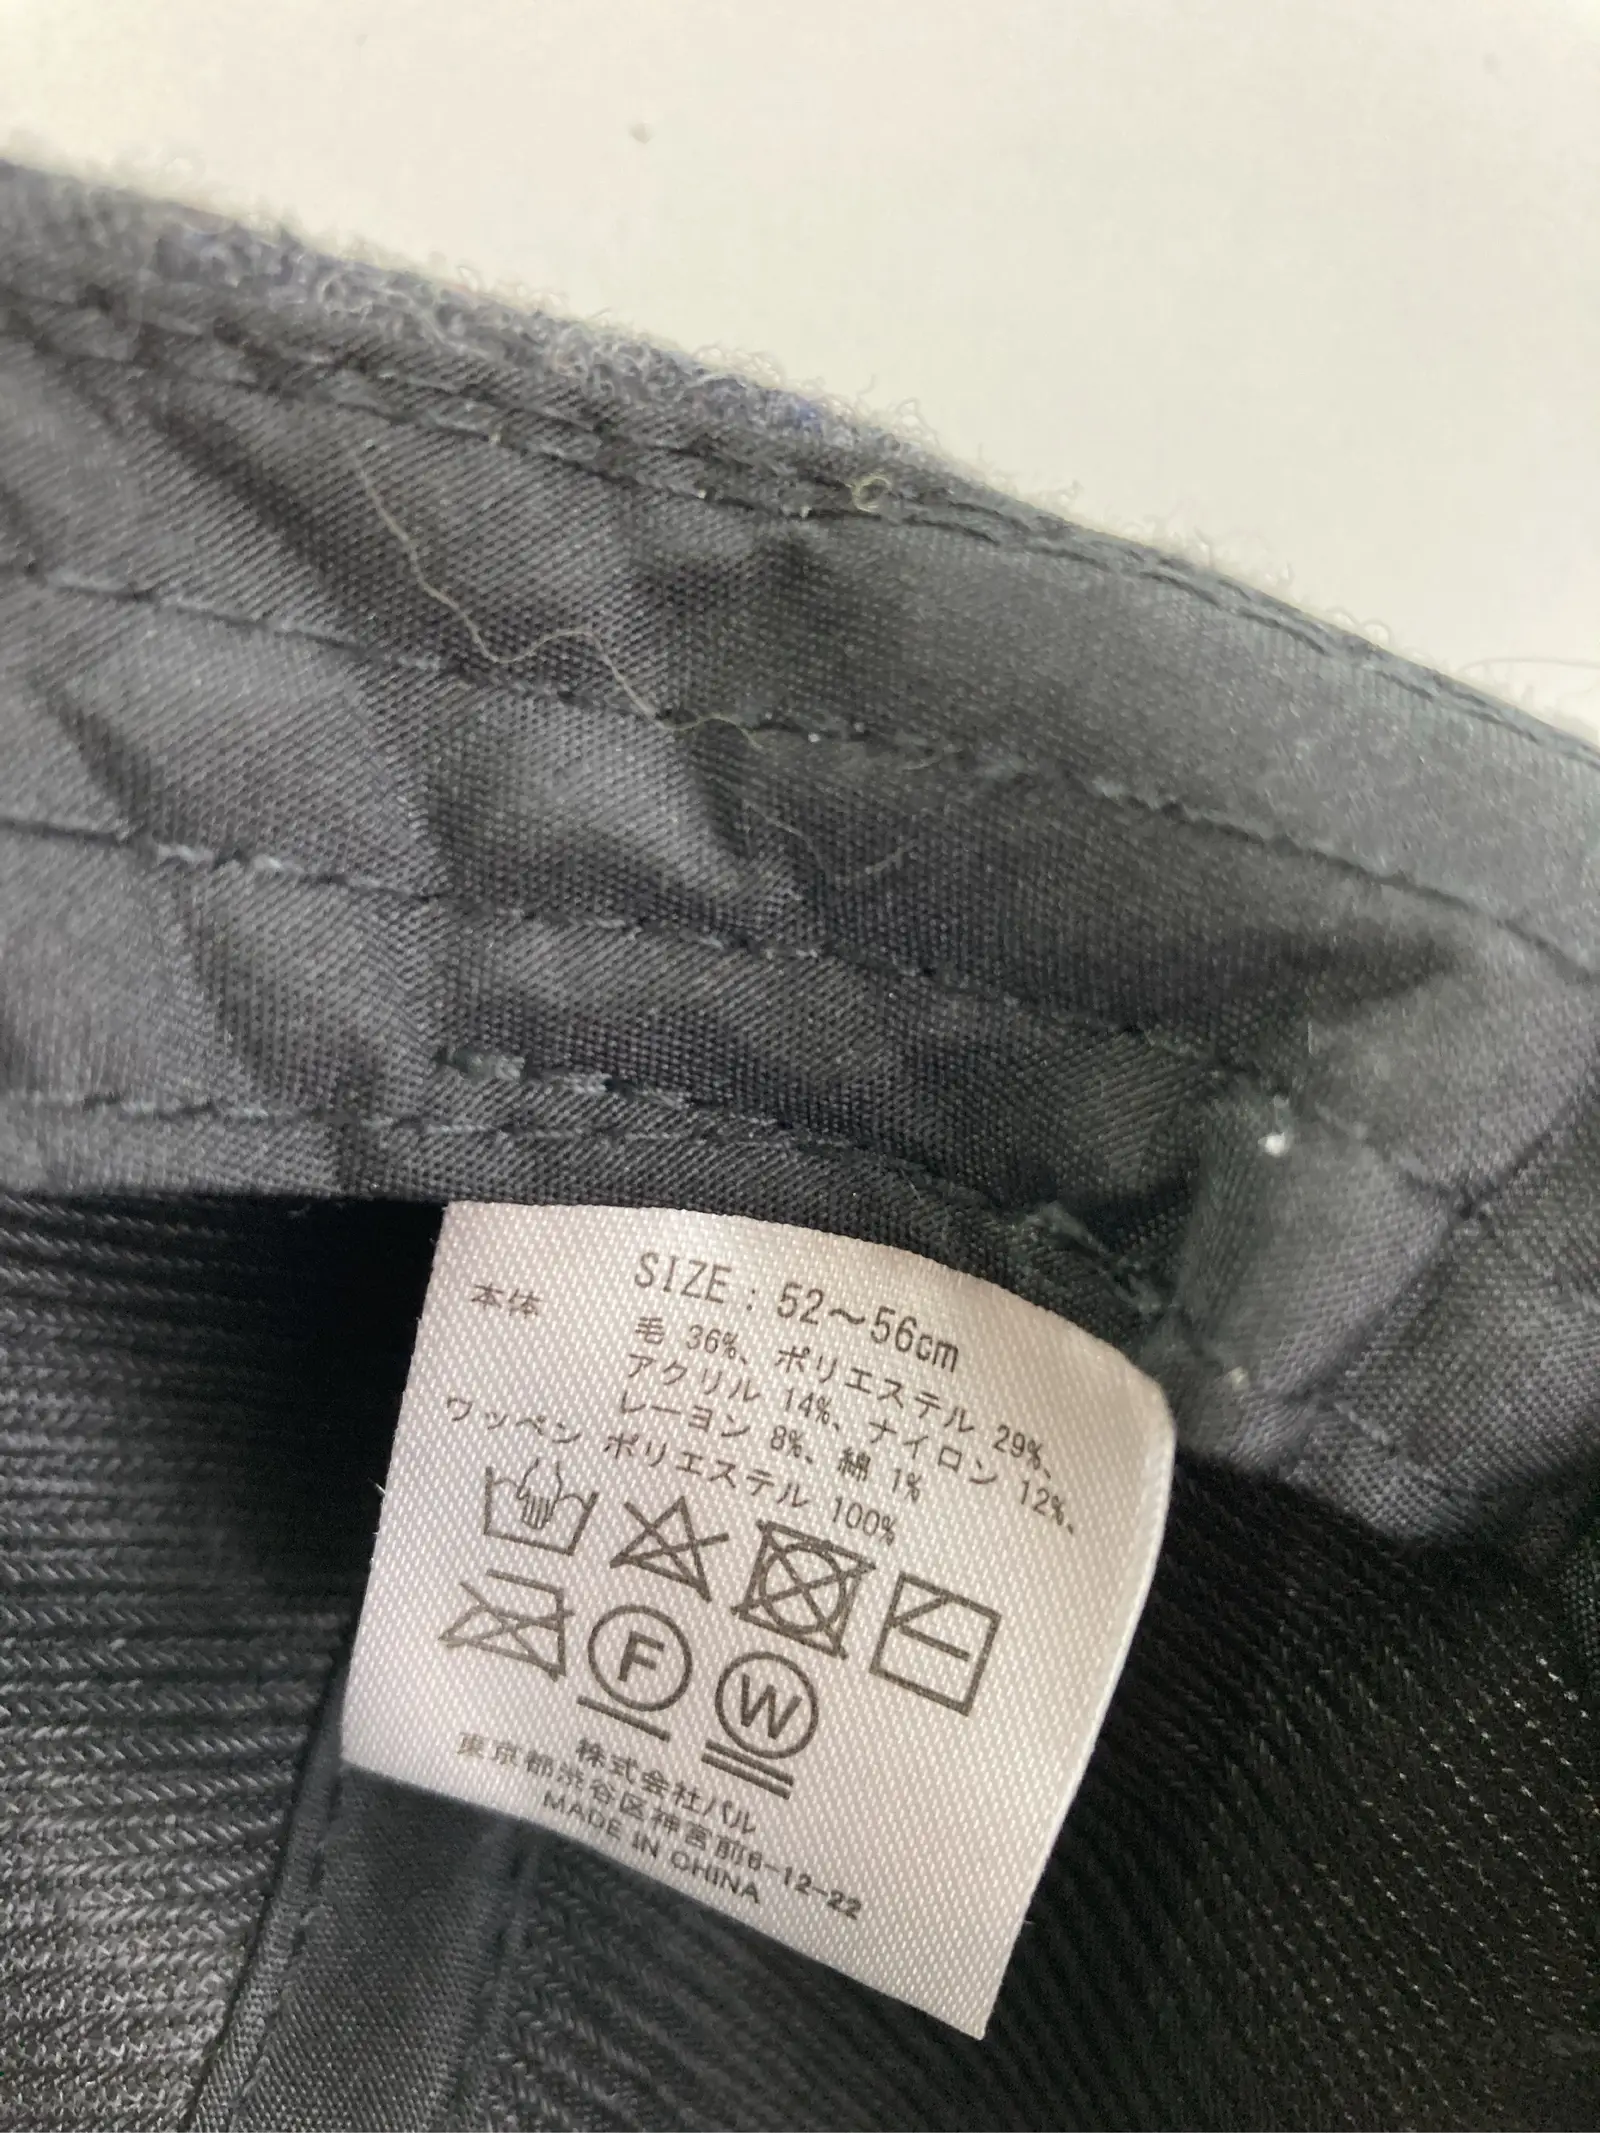 SIZE : 52～56cm
本体 毛 36%、ポリエステル 29%、
アクリル 14%、ナイロン 12%、
レーヨン 8%、綿 1%
ワッペン ポリエステル 100%
F
W
株式会社パル
東京都渋谷区神宮前6-12-22
MADE IN CHINA